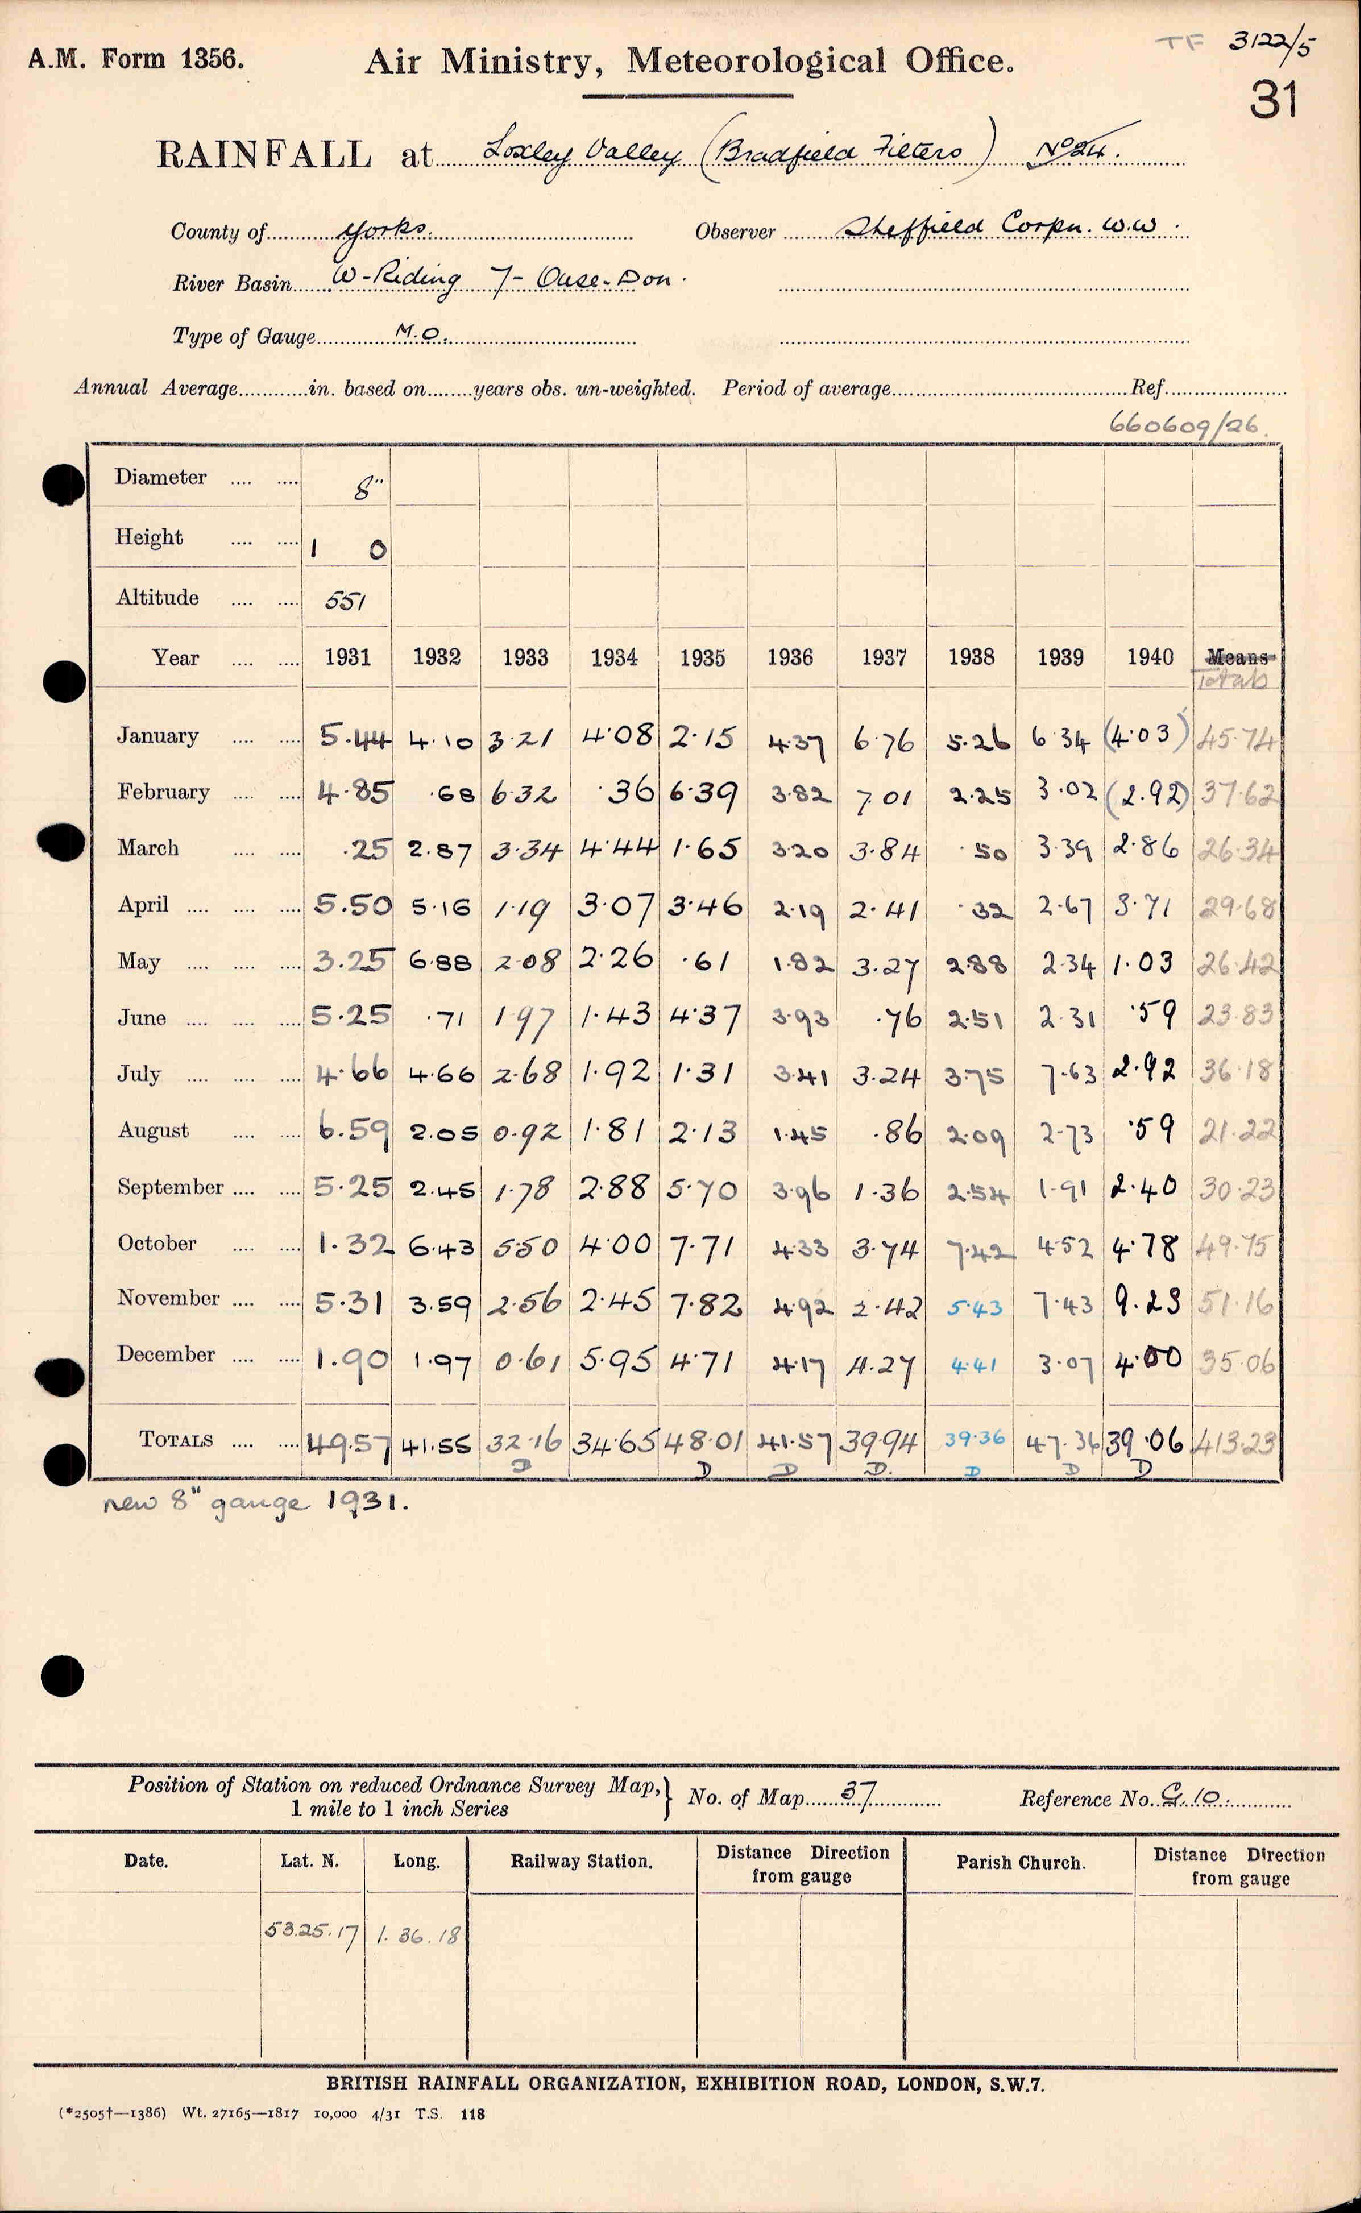 TF 3122/5
A.M. Form 1356. Air Ministry, Meteorological Office.
31
RAINFALL at Loxley Valley (Bradfield Filters) No 24.
County of Yorks. Observer Sheffield Corpn. W.W.
River Basin W-Riding 7- Ouse-Don.
Type of Gauge M.O.
Annual Average in. based on years obs. un-weighted. Period of average Ref.
660609/26.
Diameter 8"
Height 1 0
Altitude 551
Year 1931 1932 1933 1934 1935 1936 1937 1938 1939 1940 Means
Totals
January 5.44 4.10 3.21 4.08 2.15 4.37 6.76 5.26 6.34 (4.03) 45.74
February 4.85 .68 6.32 .36 6.39 3.82 7.01 2.25 3.02 (2.92) 37.62
March .25 2.87 3.34 4.44 1.65 3.20 3.84 .50 3.39 2.86 26.34
April 5.50 5.16 1.19 3.07 3.46 2.19 2.41 .32 2.67 3.71 29.68
May 3.25 6.88 2.08 2.26 .61 1.82 3.27 2.88 2.34 1.03 26.42
June 5.25 .71 1.97 1.43 4.37 3.93 .76 2.51 2.31 .59 23.83
July 4.66 4.66 2.68 1.92 1.31 3.41 3.24 3.75 7.63 2.92 36.18
August 6.59 2.05 0.92 1.81 2.13 1.45 .86 2.09 2.73 .59 21.22
September 5.25 2.45 1.78 2.88 5.70 3.96 1.36 2.54 1.91 2.40 30.23
October 1.32 6.43 5.50 4.00 7.71 4.33 3.74 7.42 4.52 4.78 49.75
November 5.31 3.59 2.56 2.45 7.82 4.92 2.42 5.43 7.43 9.23 51.16
December 1.90 1.97 0.61 5.95 4.71 4.17 4.27 4.41 3.07 4.00 35.06
TOTALS 49.57 41.55 32.16 34.65 48.01 41.57 39.94 39.36 47.36 39.06 413.23
D D D D. D D D
new 8" gauge 1931.
Position of Station on reduced Ordnance Survey Map, 1 mile to 1 inch Series } No. of Map 37 Reference No. G. 10.
Date. Lat. N. Long. Railway Station. Distance Direction from gauge Parish Church. Distance Direction from gauge
53.25.17 1.36.18
BRITISH RAINFALL ORGANIZATION, EXHIBITION ROAD, LONDON, S.W.7.
(*2505†—1386) Wt. 27165—1817 10,000 4/31 T.S. 118